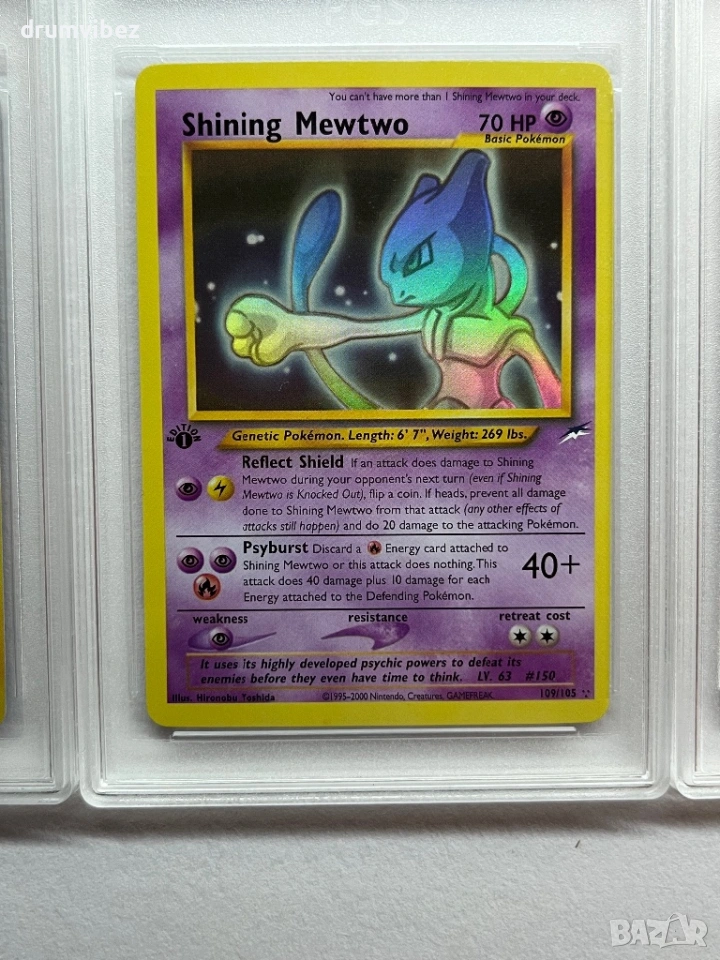 drumvibez
PGS
You can't have more than 1 Shining Mewtwo in your deck.
Shining Mewtwo 70 HP
Basic Pokémon
EDITION 1
Genetic Pokémon. Length: 6' 7", Weight: 269 lbs.
Reflect Shield If an attack does damage to Shining
Mewtwo during your opponent's next turn (even if Shining
Mewtwo is Knocked Out), flip a coin. If heads, prevent all damage
done to Shining Mewtwo from that attack (any other effects of
attacks still happen) and do 20 damage to the attacking Pokémon.
Psyburst Discard a Energy card attached to
Shining Mewtwo or this attack does nothing. This
attack does 40 damage plus 10 damage for each
Energy attached to the Defending Pokémon.
40+
weakness resistance retreat cost
It uses its highly developed psychic powers to defeat its
enemies before they even have time to think. LV. 63 #150
Illus. Hironobu Yoshida ©1995-2000 Nintendo, Creatures, GAMEFREAK. 109/105
BAZAR